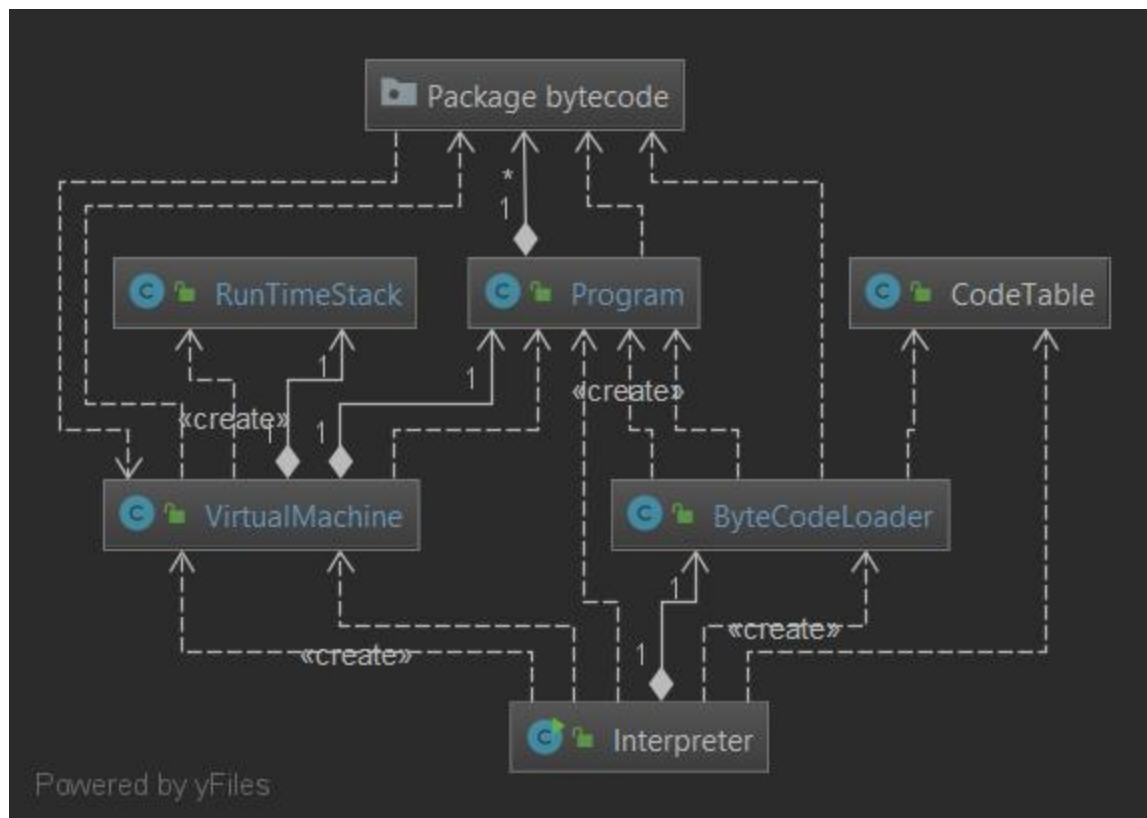 Package bytecode
*
1
RunTimeStack
Program
CodeTable
1
1
«create»
«create»
1
1
VirtualMachine
ByteCodeLoader
1
«create»
«create»
1
Interpreter
Powered by yFiles